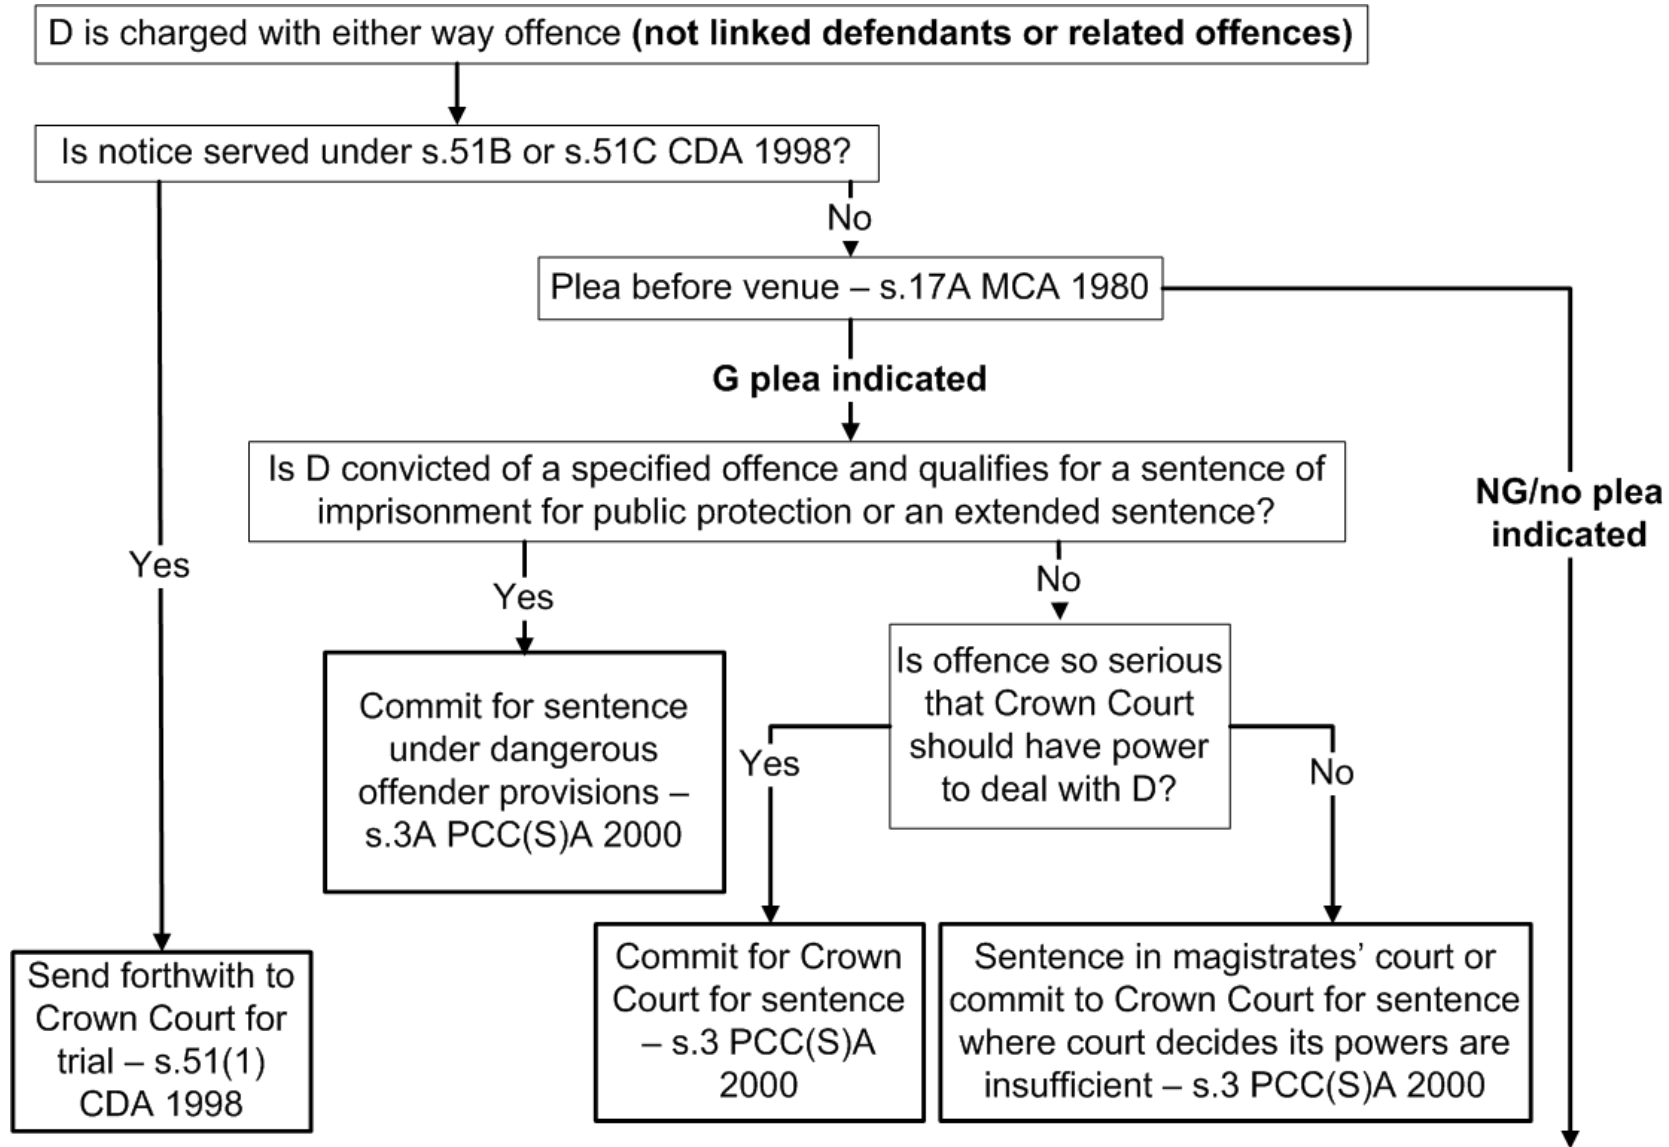 D is charged with either way offence (not linked defendants or related offences)
Is notice served under s.51B or s.51C CDA 1998?
No
Plea before venue – s.17A MCA 1980
G plea indicated
Is D convicted of a specified offence and qualifies for a sentence of
imprisonment for public protection or an extended sentence?
NG/no plea
indicated
Yes
Yes
No
Commit for sentence
under dangerous
offender provisions –
s.3A PCC(S)A 2000
Is offence so serious
that Crown Court
should have power
to deal with D?
Yes
No
Send forthwith to
Crown Court for
trial – s.51(1)
CDA 1998
Commit for Crown
Court for sentence
– s.3 PCC(S)A
2000
Sentence in magistrates’ court or
commit to Crown Court for sentence
where court decides its powers are
insufficient – s.3 PCC(S)A 2000